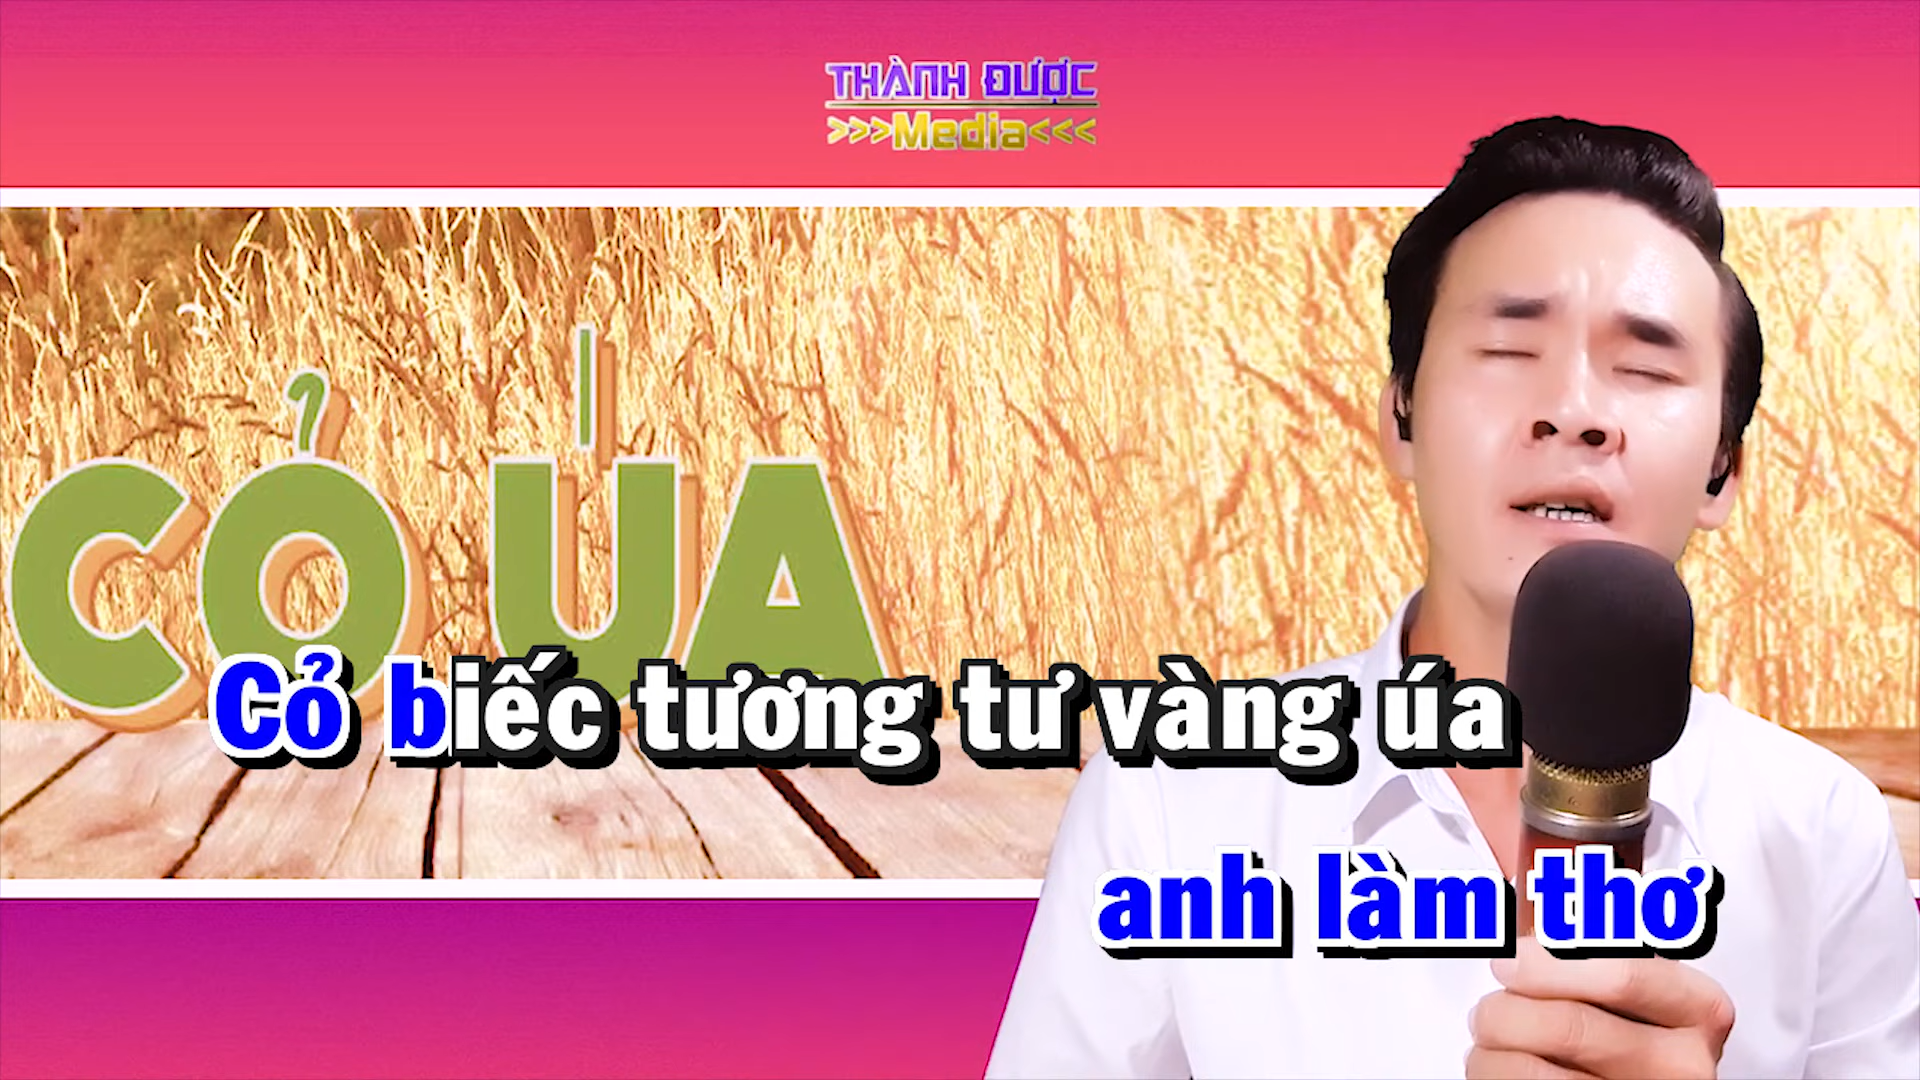 THÀNH ĐƯỢC
>>>Media<<<
CỎ ÚA
Cỏ biếc tương tư vàng úa
anh làm thơ